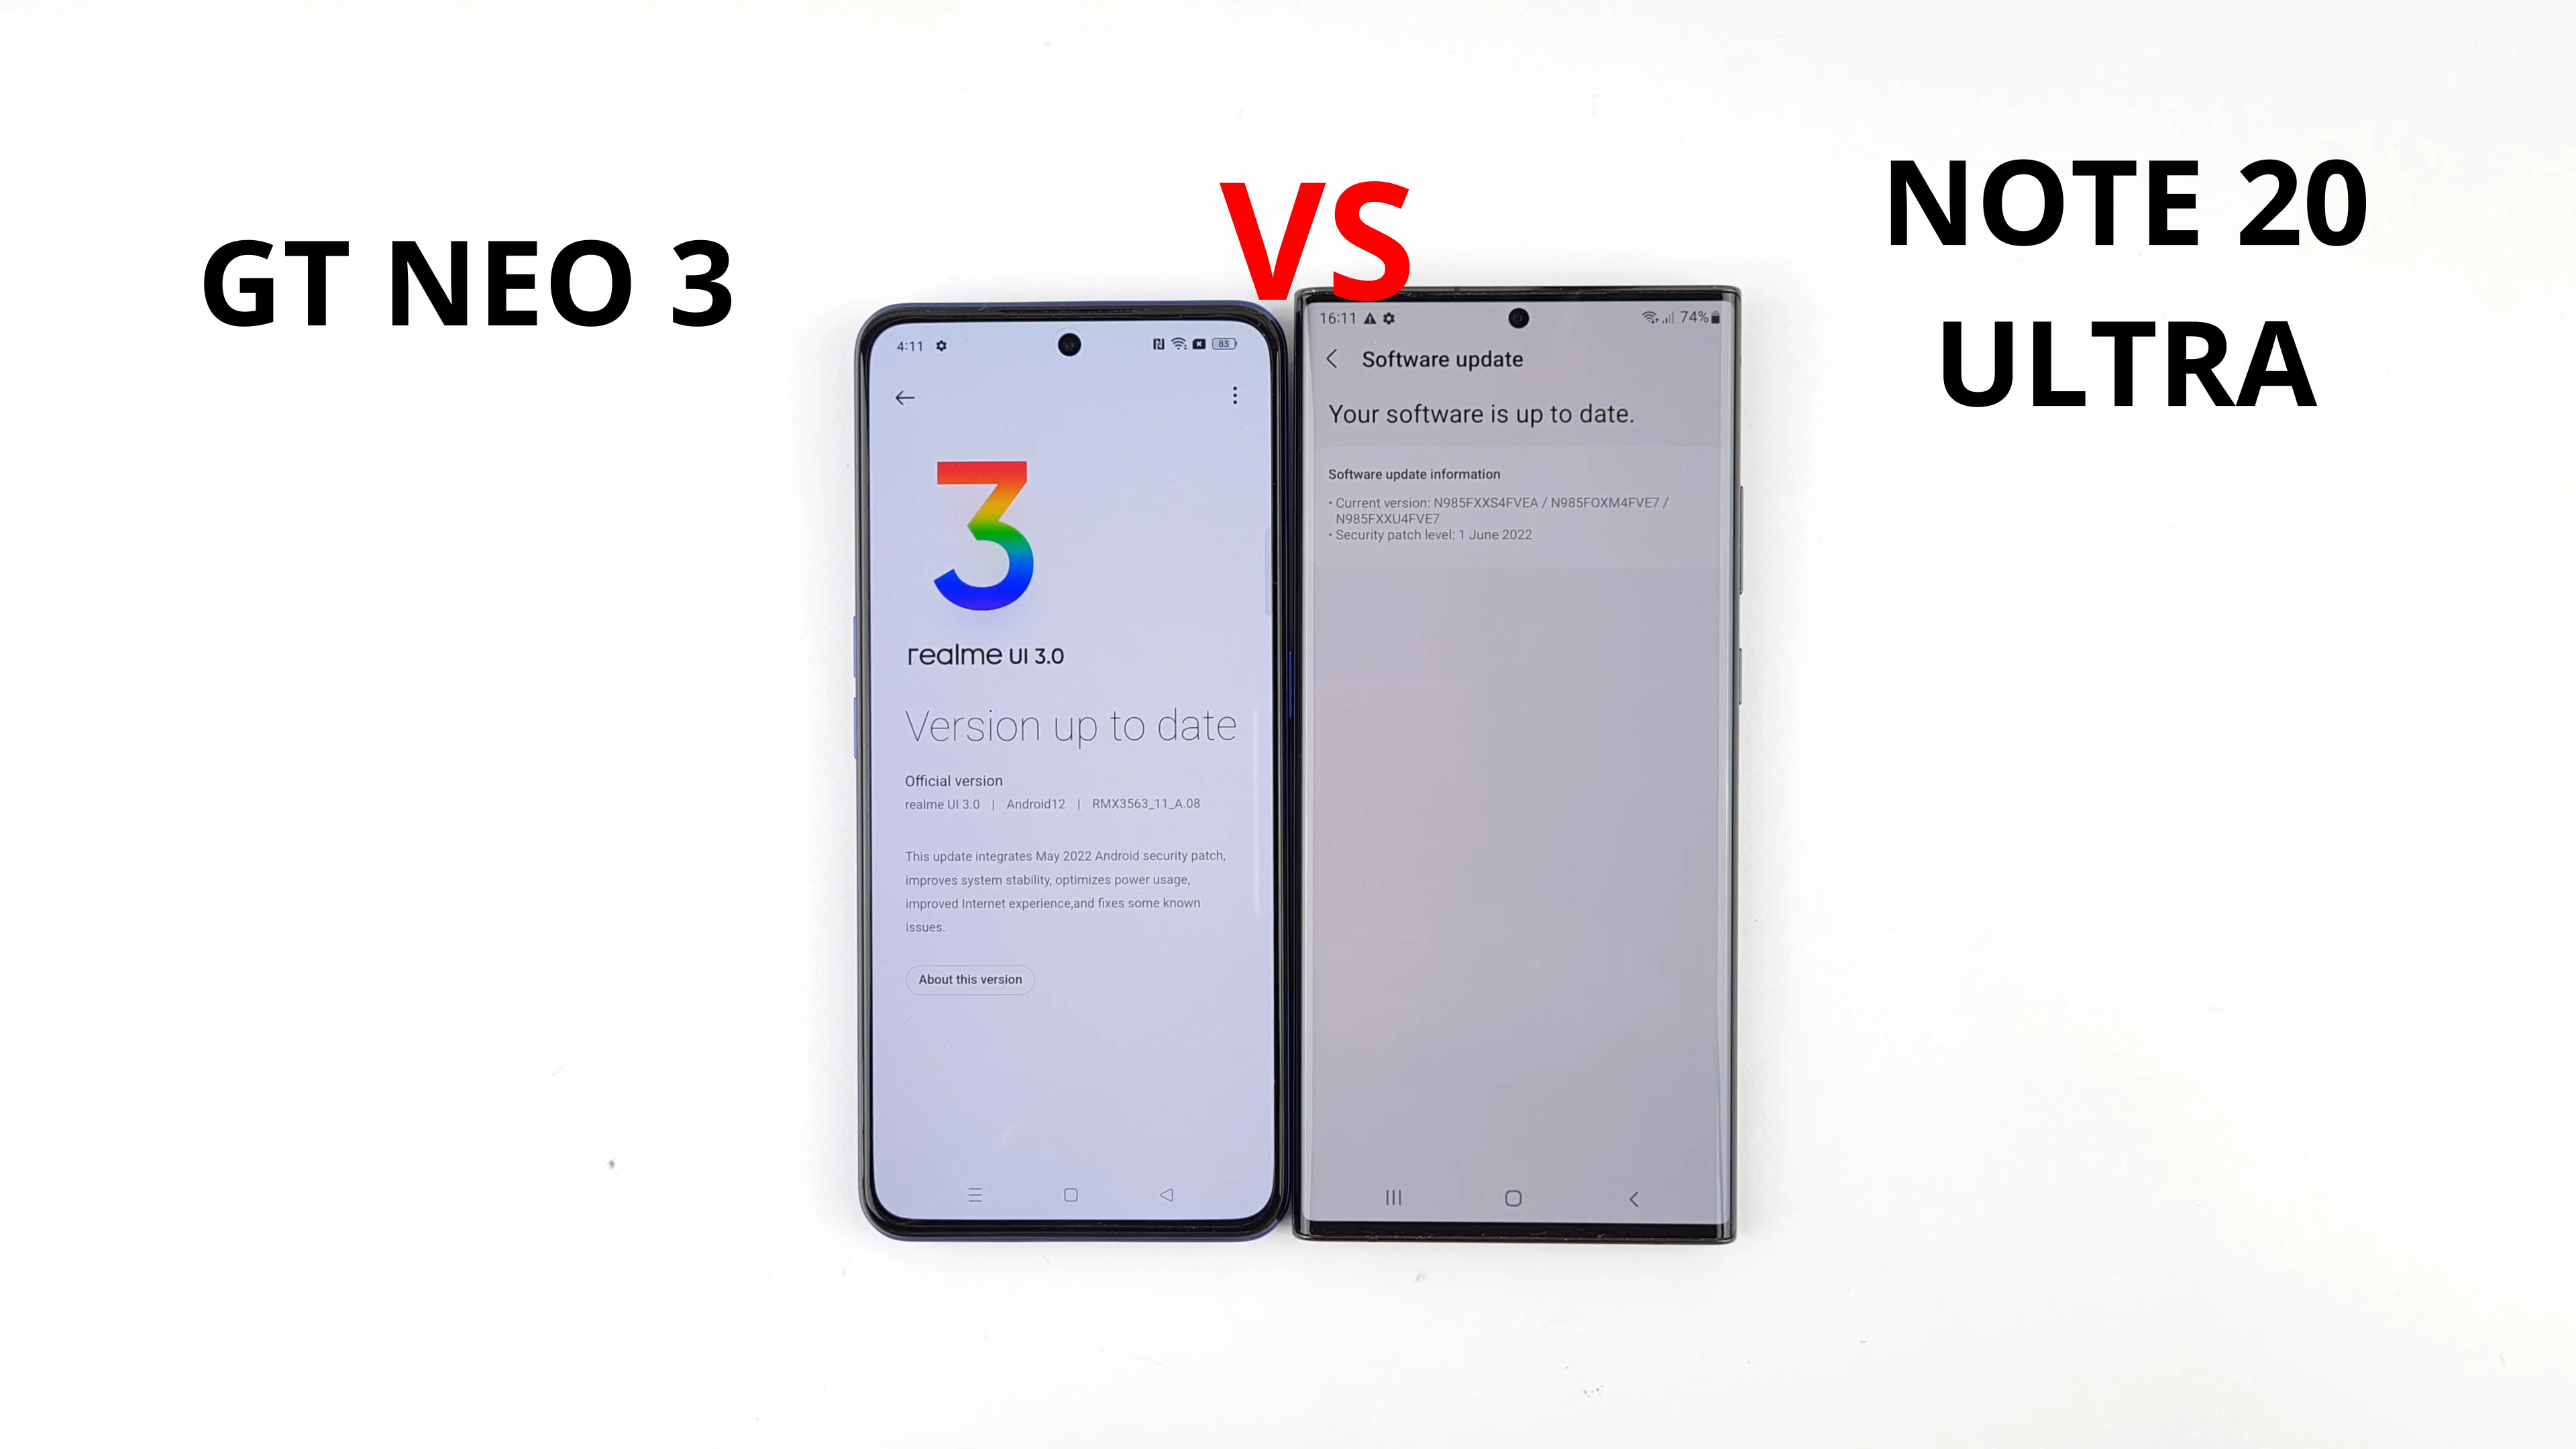 GT NEO 3
VS
NOTE 20
ULTRA
4:11
83
3
realme UI 3.0
Version up to date
Official version
realme UI 3.0 | Android12 | RMX3563_11_A.08
This update integrates May 2022 Android security patch,
improves system stability, optimizes power usage,
improved Internet experience,and fixes some known
issues.
About this version
16:11
74%
Software update
Your software is up to date.
Software update information
• Current version: N985FXXS4FVEA / N985FOXM4FVE7 /
N985FXXU4FVE7
• Security patch level: 1 June 2022